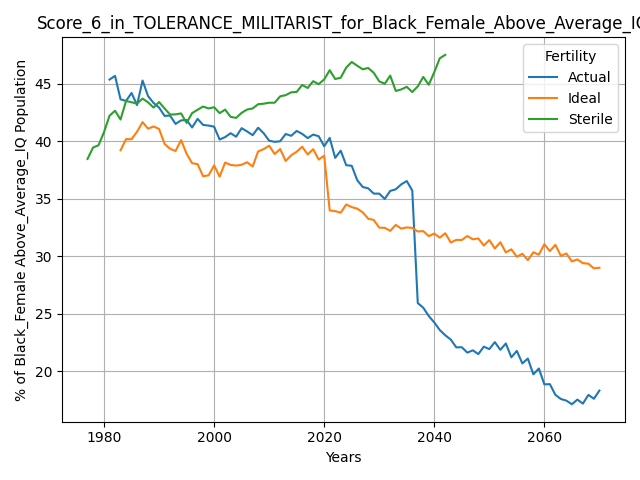 Score_6_in_TOLERANCE_MILITARIST_for_Black_Female_Above_Average_IQ
% of Black_Female Above_Average_IQ Population
45
40
35
30
25
20
Fertility
Actual
Ideal
Sterile
1980 2000 2020 2040 2060
Years